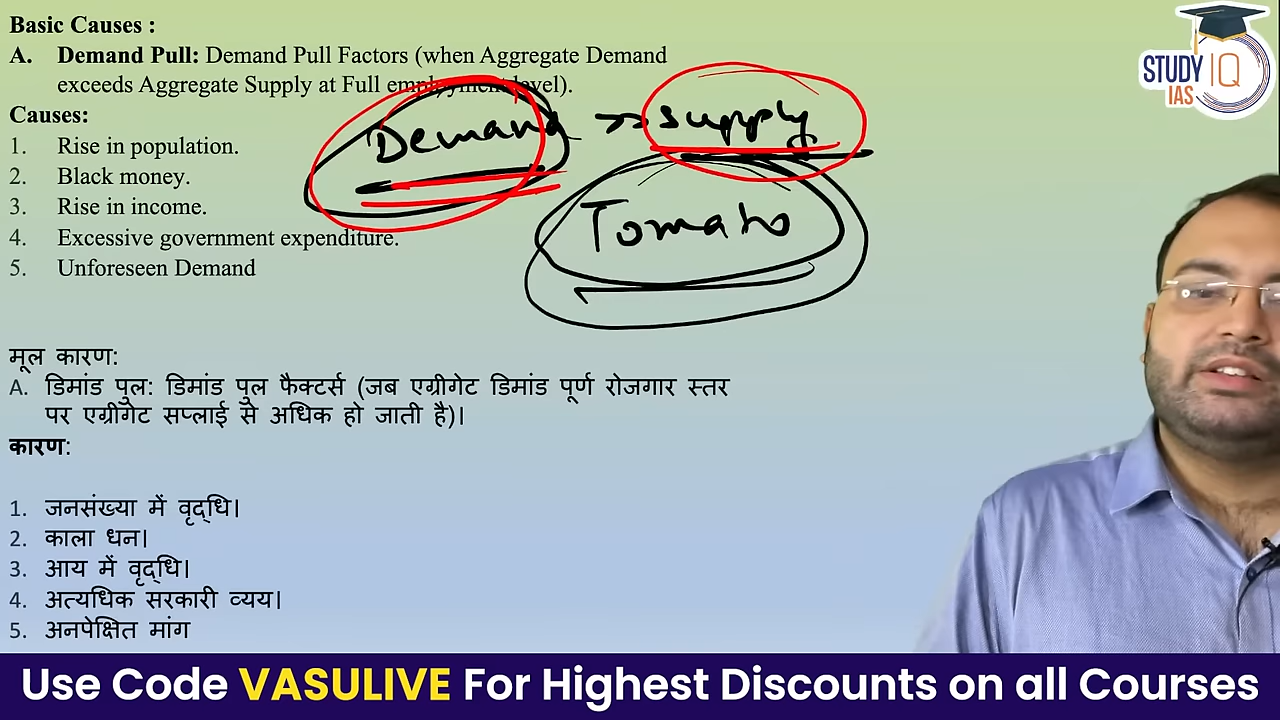 Basic Causes :
A. Demand Pull: Demand Pull Factors (when Aggregate Demand
exceeds Aggregate Supply at Full employment level).
Causes:
Demand >> Supply
1. Rise in population.
2. Black money.
3. Rise in income.
Tomato
4. Excessive government expenditure.
5. Unforeseen Demand
मूल कारण:
A. डिमांड पुल: डिमांड पुल फैक्टर्स (जब एग्रीगेट डिमांड पूर्ण रोजगार स्तर
पर एग्रीगेट सप्लाई से अधिक हो जाती है)।
कारण:
1. जनसंख्या में वृद्धि।
2. काला धन।
3. आय में वृद्धि।
4. अत्यधिक सरकारी व्यय।
5. अनपेक्षित मांग
STUDY IQ
IAS
Use Code VASULIVE For Highest Discounts on all Courses